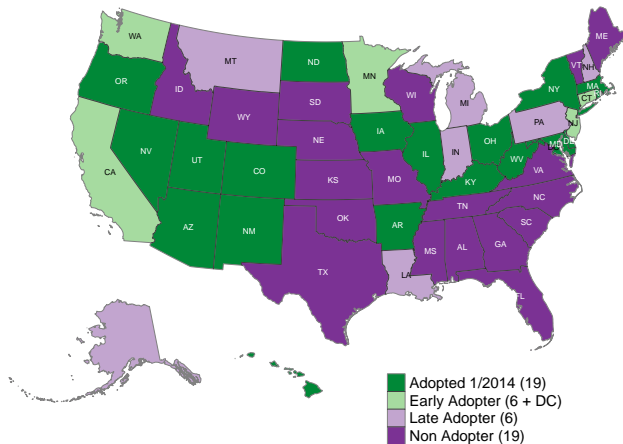 WA
MT
ND
MN
ME
VT
NH
OR
ID
SD
WI
MI
NY
MA
CT
RI
WY
IA
PA
NJ
NE
IL
IN
OH
MD
DE
NV
UT
CO
WV
VA
CA
KS
MO
KY
NC
TN
AZ
NM
OK
AR
SC
MS
AL
GA
TX
LA
FL
Adopted 1/2014 (19)
Early Adopter (6 + DC)
Late Adopter (6)
Non Adopter (19)